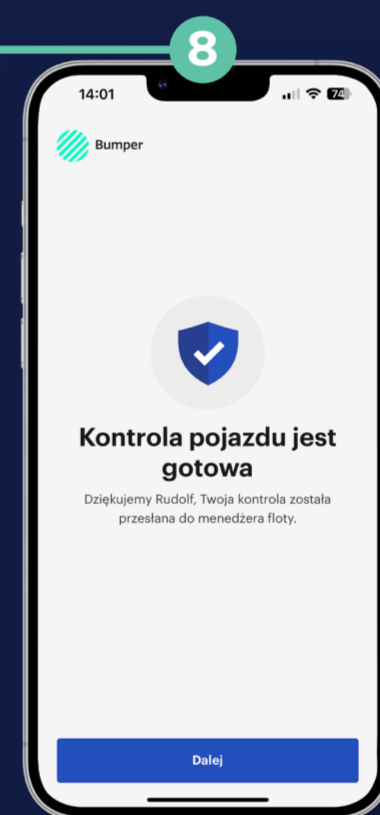 8
14:01
74
Bumper
Kontrola pojazdu jest
gotowa
Dziękujemy Rudolf, Twoja kontrola została
przesłana do menedżera floty.
Dalej